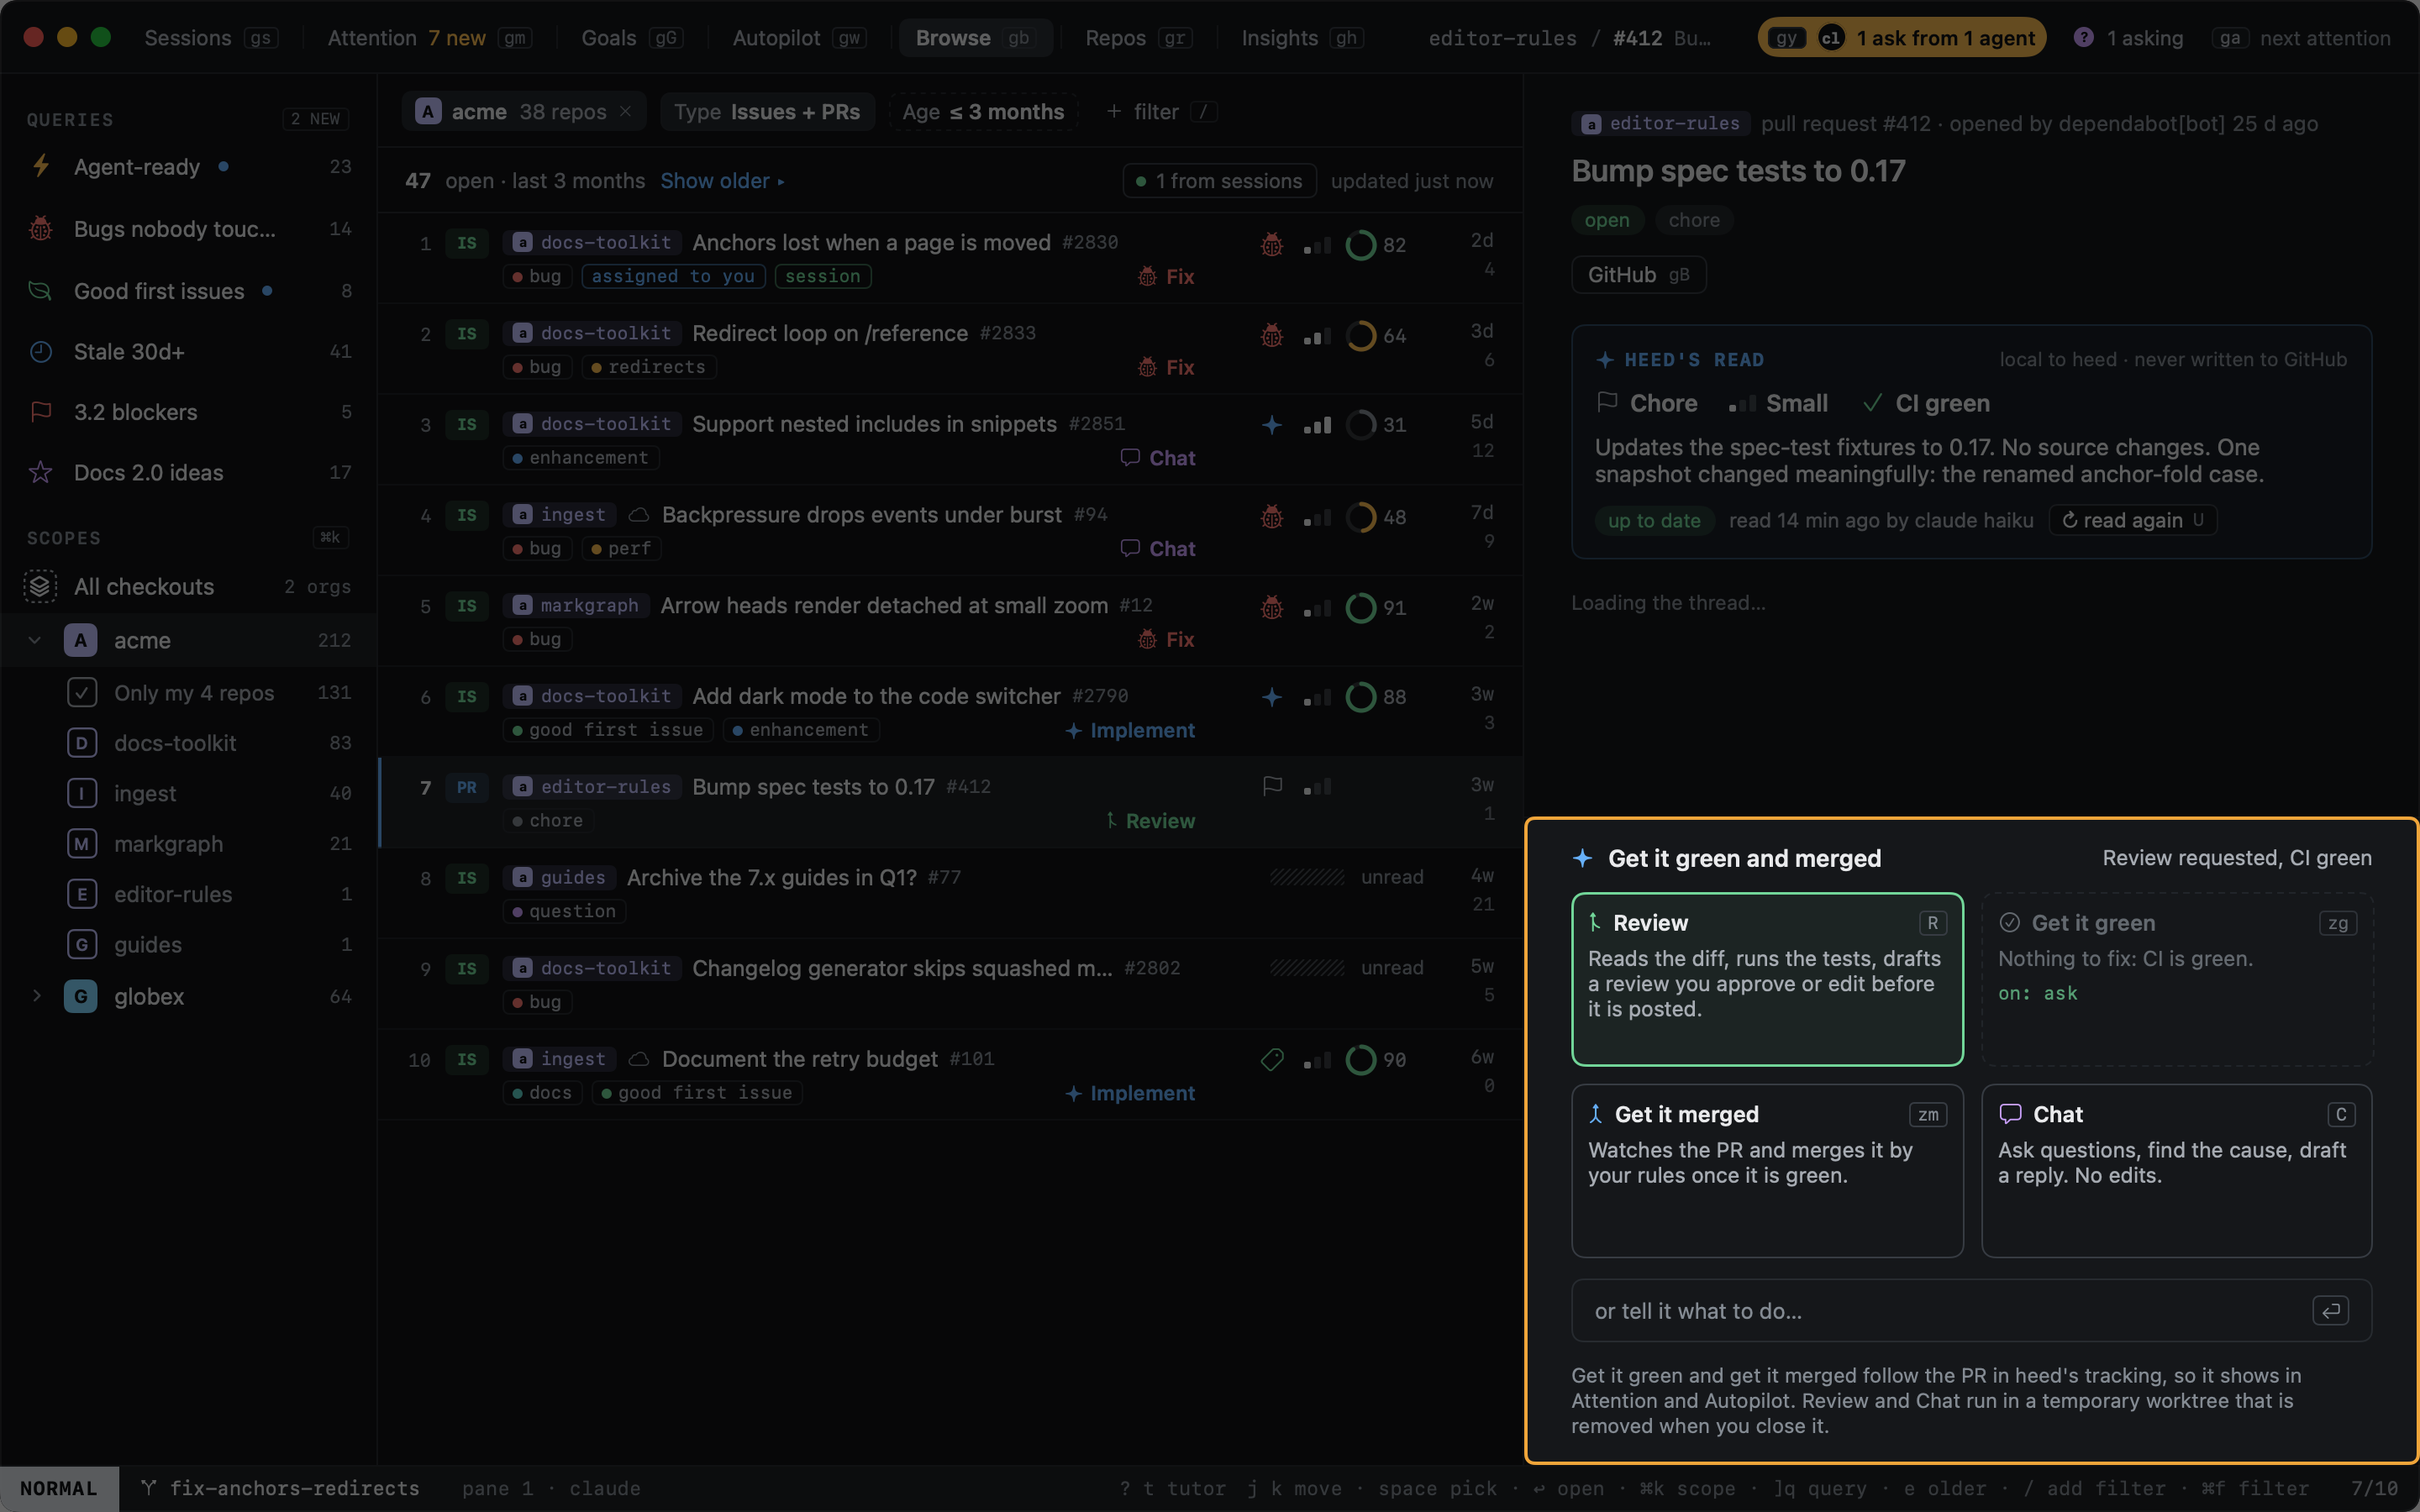 Sessions gs Attention 7 new gm Goals gG Autopilot gw Browse gb Repos gr Insights gh editor-rules / #412 Bu... gy cl 1 ask from 1 agent ? 1 asking ga next attention
QUERIES 2 NEW
Agent-ready 23
Bugs nobody touc... 14
Good first issues 8
Stale 30d+ 41
3.2 blockers 5
Docs 2.0 ideas 17
SCOPES ⌘k
All checkouts 2 orgs
A acme 212
Only my 4 repos 131
D docs-toolkit 83
I ingest 40
M markgraph 21
E editor-rules 1
G guides 1
G globex 64
A acme 38 repos × Type Issues + PRs Age ≤ 3 months + filter /
47 open · last 3 months Show older ▸ 1 from sessions updated just now
1 IS a docs-toolkit Anchors lost when a page is moved #2830 82 2d
bug assigned to you session Fix 4
2 IS a docs-toolkit Redirect loop on /reference #2833 64 3d
bug redirects Fix 6
3 IS a docs-toolkit Support nested includes in snippets #2851 31 5d
enhancement Chat 12
4 IS a ingest Backpressure drops events under burst #94 48 7d
bug perf Chat 9
5 IS a markgraph Arrow heads render detached at small zoom #12 91 2w
bug Fix 2
6 IS a docs-toolkit Add dark mode to the code switcher #2790 88 3w
good first issue enhancement Implement 3
7 PR a editor-rules Bump spec tests to 0.17 #412 3w
chore Review 1
8 IS a guides Archive the 7.x guides in Q1? #77 unread 4w
question 21
9 IS a docs-toolkit Changelog generator skips squashed m... #2802 unread 5w
bug 5
10 IS a ingest Document the retry budget #101 90 6w
docs good first issue Implement 0
a editor-rules pull request #412 · opened by dependabot[bot] 25 d ago
Bump spec tests to 0.17
open chore
GitHub gB
HEED'S READ local to heed · never written to GitHub
Chore Small CI green
Updates the spec-test fixtures to 0.17. No source changes. One
snapshot changed meaningfully: the renamed anchor-fold case.
up to date read 14 min ago by claude haiku read again U
Loading the thread...
Get it green and merged Review requested, CI green
Review R
Reads the diff, runs the tests, drafts
a review you approve or edit before
it is posted.
Get it green zg
Nothing to fix: CI is green.
on: ask
Get it merged zm
Watches the PR and merges it by
your rules once it is green.
Chat C
Ask questions, find the cause, draft
a reply. No edits.
or tell it what to do...
Get it green and get it merged follow the PR in heed's tracking, so it shows in
Attention and Autopilot. Review and Chat run in a temporary worktree that is
removed when you close it.
NORMAL fix-anchors-redirects pane 1 · claude ? t tutor j k move · space pick · ↩ open · ⌘k scope · ]q query · e older · / add filter · ⌘f filter 7/10